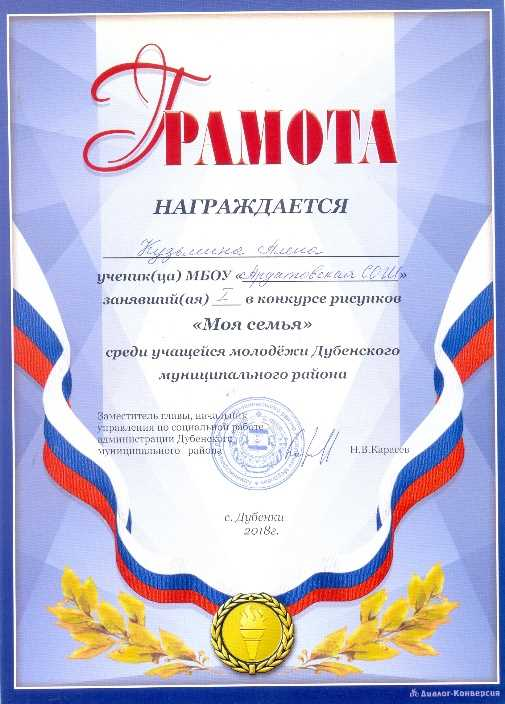 ГРАМОТА
НАГРАЖДАЕТСЯ
Кузьмина Алена
ученик(ца) МБОУ «Ардатовская СОШ»
занявший(ая) I в конкурсе рисунков
«Моя семья»
среди учащейся молодёжи Дубенского
муниципального района
Заместитель главы, начальник
управления по социальной работе
администрации Дубенского
муниципального района Н.В.Карасев
с. Дубенки
2018г.
Диалог-Конверсия